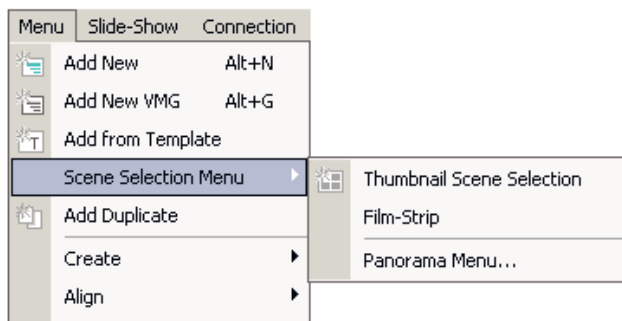 Menu Slide-Show Connection
Add New Alt+N
Add New VMG Alt+G
Add from Template
Scene Selection Menu
Thumbnail Scene Selection
Add Duplicate
Film-Strip
Create
Panorama Menu...
Align